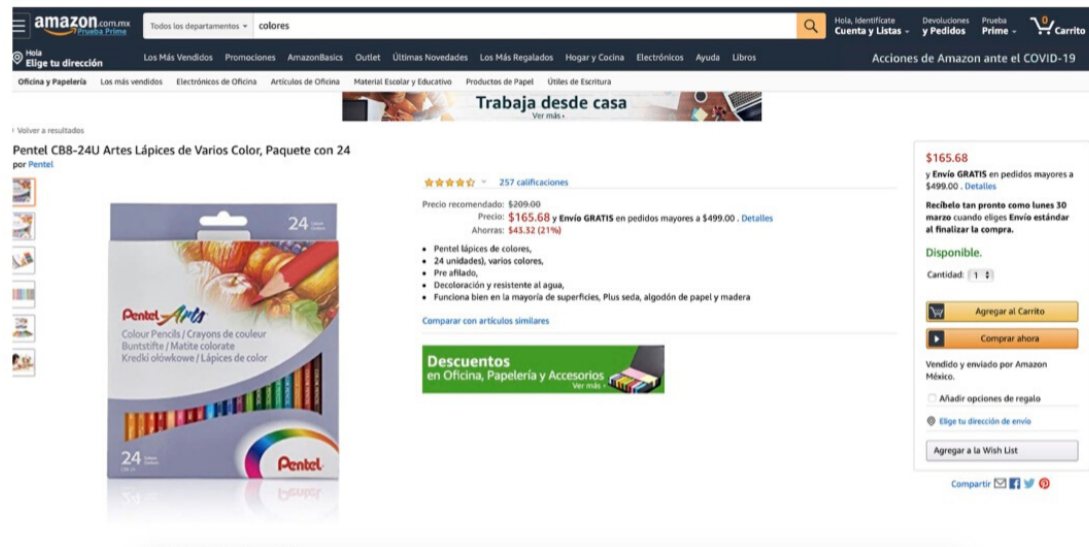 amazon.com.mx
Prueba Prime
Todos los departamentos
colores
Hola, Identifícate
Cuenta y Listas
Devoluciones
y Pedidos
Prueba
Prime
0
Carrito
Hola
Elige tu dirección
Los Más Vendidos Promociones AmazonBasics Outlet Últimas Novedades Los Más Regalados Hogar y Cocina Electrónicos Ayuda Libros
Acciones de Amazon ante el COVID-19
Oficina y Papelería Los más vendidos Electrónicos de Oficina Artículos de Oficina Material Escolar y Educativo Productos de Papel Útiles de Escritura
Trabaja desde casa
Ver más ›
‹ Volver a resultados
Pentel CB8-24U Artes Lápices de Varios Color, Paquete con 24
por Pentel
257 calificaciones
Precio recomendado: $209.00
Precio: $165.68 y Envío GRATIS en pedidos mayores a $499.00 . Detalles
Ahorras: $43.32 (21%)
• Pentel lápices de colores,
• 24 unidades), varios colores,
• Pre afilado,
• Decoloración y resistente al agua,
• Funciona bien en la mayoría de superficies, Plus seda, algodón de papel y madera
Comparar con artículos similares
Descuentos
en Oficina, Papelería y Accesorios
Ver más ›
24
Pentel Arts
Colour Pencils / Crayons de couleur
Buntstifte / Matite colorate
Kredki ołówkowe / Lápices de color
24
Pentel
$165.68
y Envío GRATIS en pedidos mayores a
$499.00 . Detalles
Recíbelo tan pronto como lunes 30
marzo cuando eliges Envío estándar
al finalizar la compra.
Disponible.
Cantidad: 1
Agregar al Carrito
Comprar ahora
Vendido y enviado por Amazon
México.
Añadir opciones de regalo
Elige tu dirección de envío
Agregar a la Wish List
Compartir